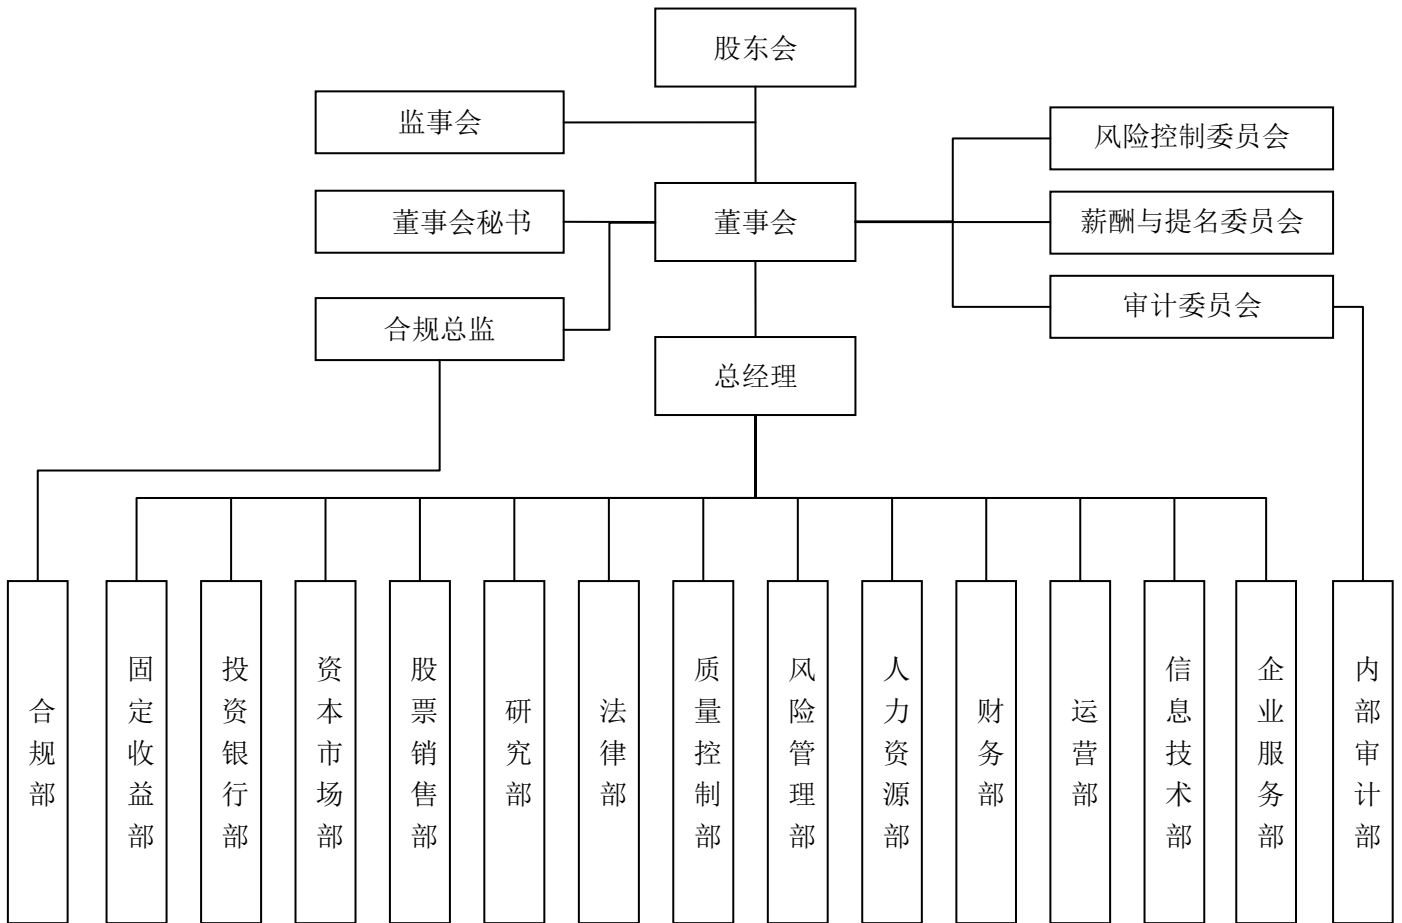 股东会
监事会
风险控制委员会
董事会秘书
董事会
薪酬与提名委员会
合规总监
审计委员会
总经理
合规部
固定收益部
投资银行部
资本市场部
股票销售部
研究部
法律部
质量控制部
风险管理部
人力资源部
财务部
运营部
信息技术部
企业服务部
内部审计部